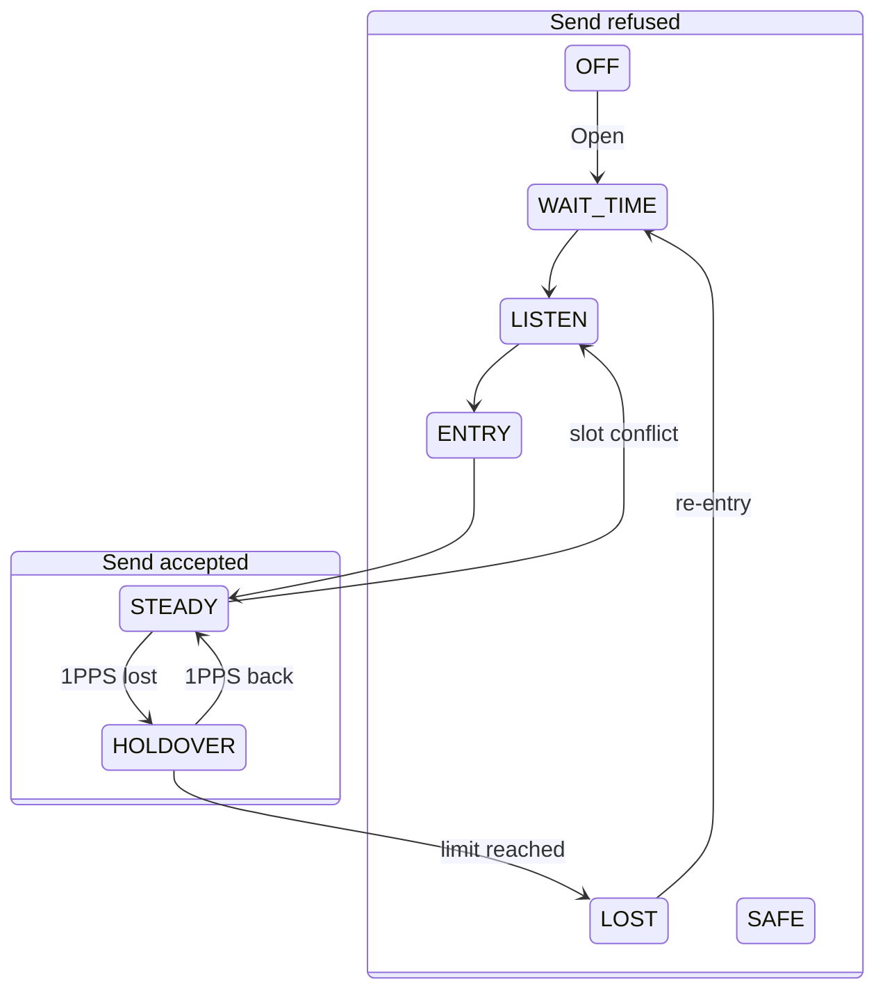 Send refused
OFF
Open
WAIT_TIME
LISTEN
ENTRY
slot conflict
re-entry
Send accepted
STEADY
1PPS lost
1PPS back
HOLDOVER
limit reached
LOST
SAFE